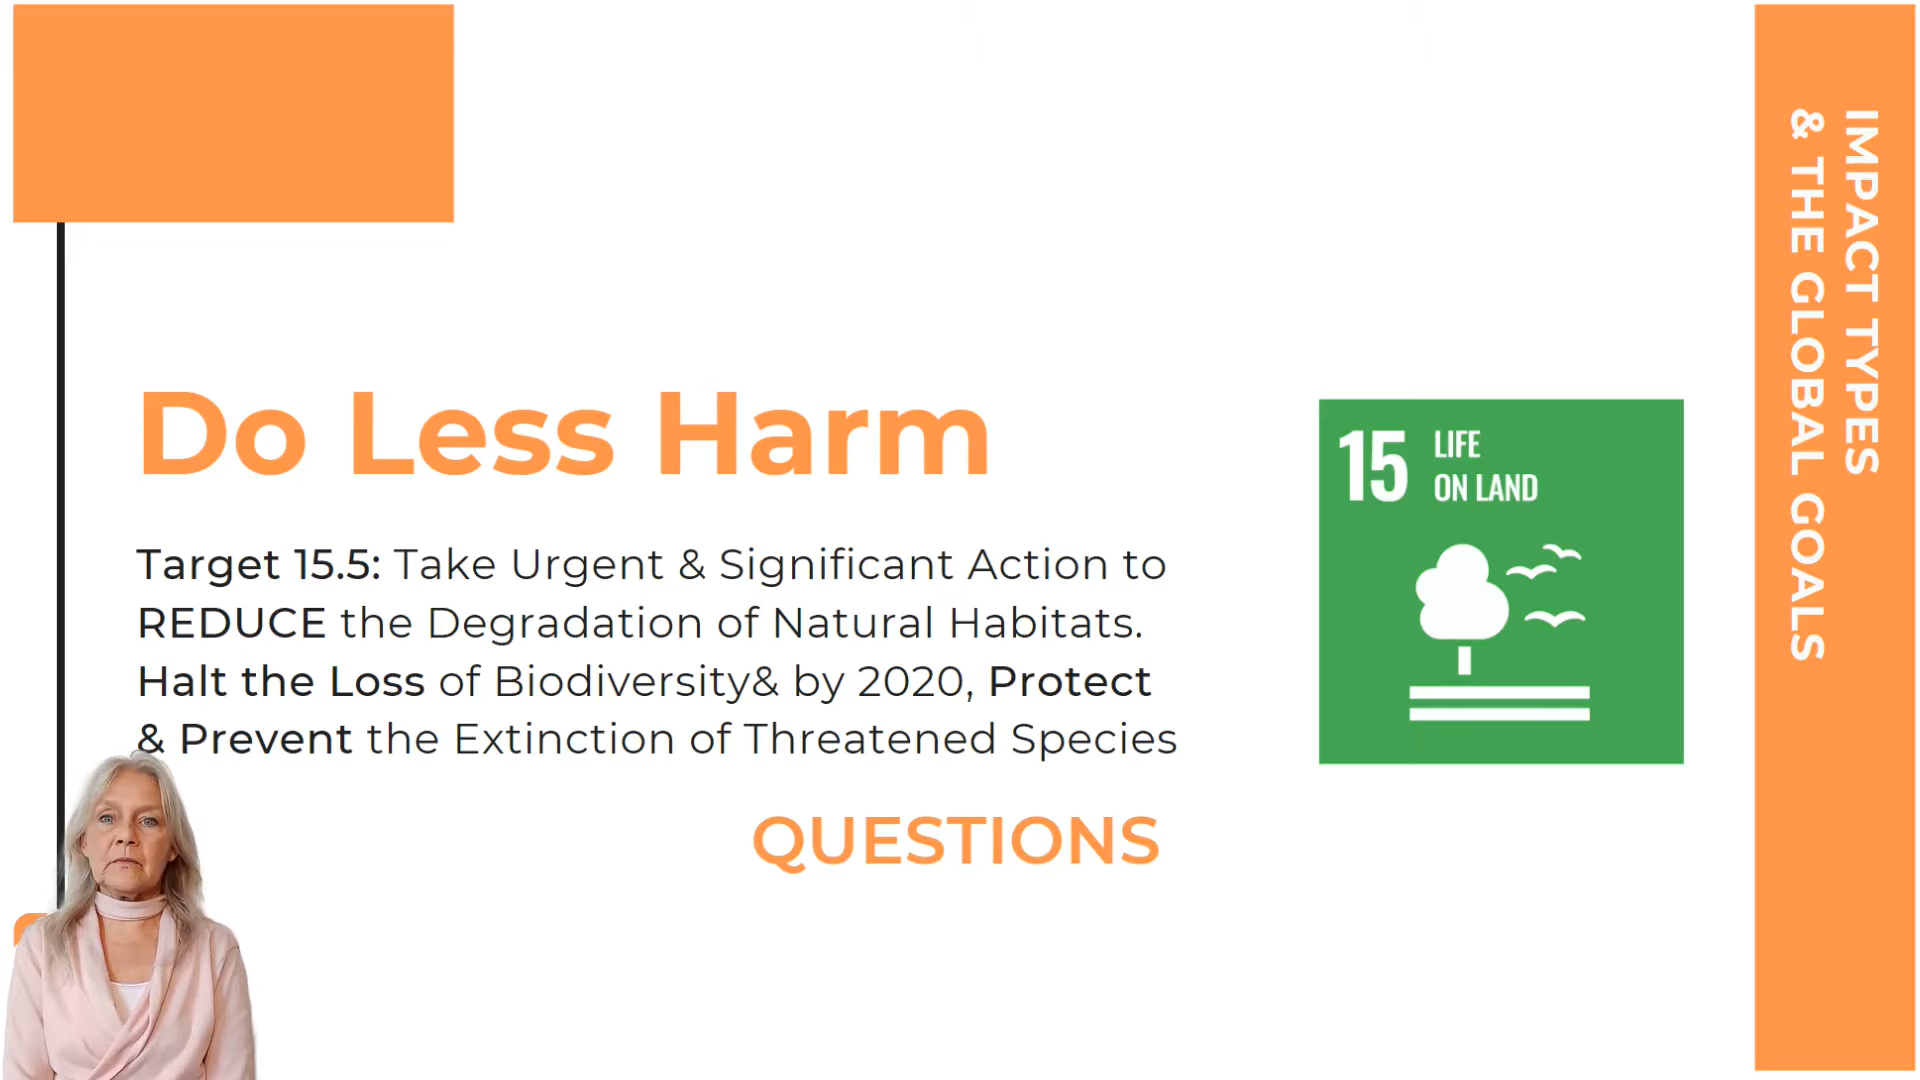 Do Less Harm
Target 15.5: Take Urgent & Significant Action to
REDUCE the Degradation of Natural Habitats.
Halt the Loss of Biodiversity& by 2020, Protect
& Prevent the Extinction of Threatened Species
QUESTIONS
15 LIFE
ON LAND
IMPACT TYPES
& THE GLOBAL GOALS